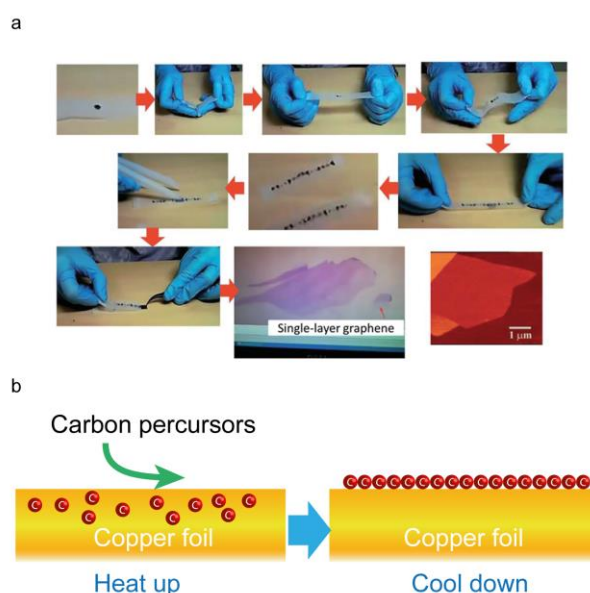 a
Single-layer graphene
1 μm
b
Carbon percursors
C C C C C C C C C C
Copper foil
Heat up
C C C C C C C C C C C C C C C C C
Copper foil
Cool down